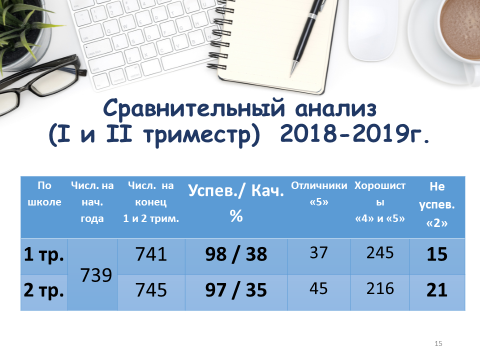 Сравнительный анализ
(I и II триместр) 2018-2019г.
По школе Числ. на нач. года Числ. на конец 1 и 2 трим. Успев./ Кач. % Отличники «5» Хорошисты «4» и «5» Не успев. «2»
1 тр. 739 741 98 / 38 37 245 15
2 тр. 745 97 / 35 45 216 21
15